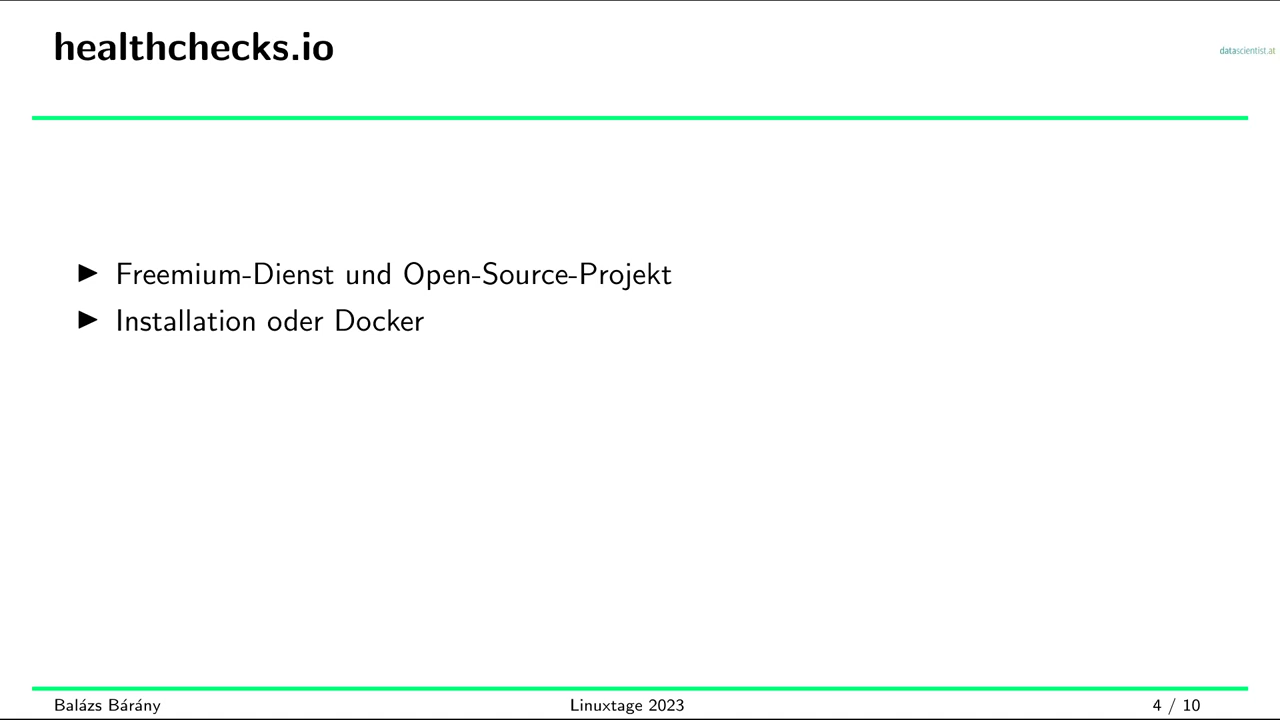 healthchecks.io
datascientist.at
▶ Freemium-Dienst und Open-Source-Projekt
▶ Installation oder Docker
Balázs Bárány
Linuxtage 2023
4 / 10